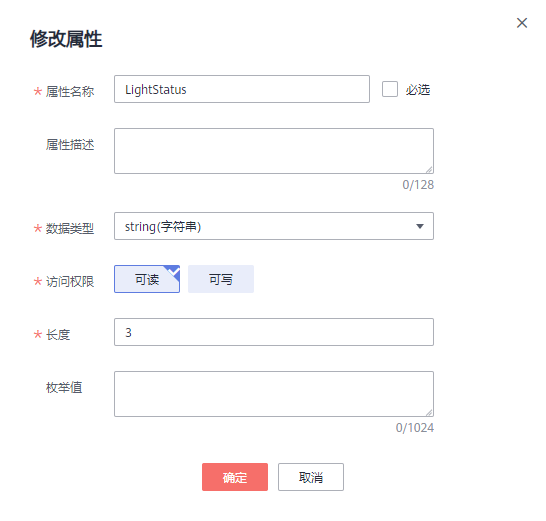 修改属性
* 属性名称 LightStatus 必选
属性描述
0/128
* 数据类型 string(字符串)
* 访问权限 可读 可写
* 长度 3
枚举值
0/1024
确定 取消